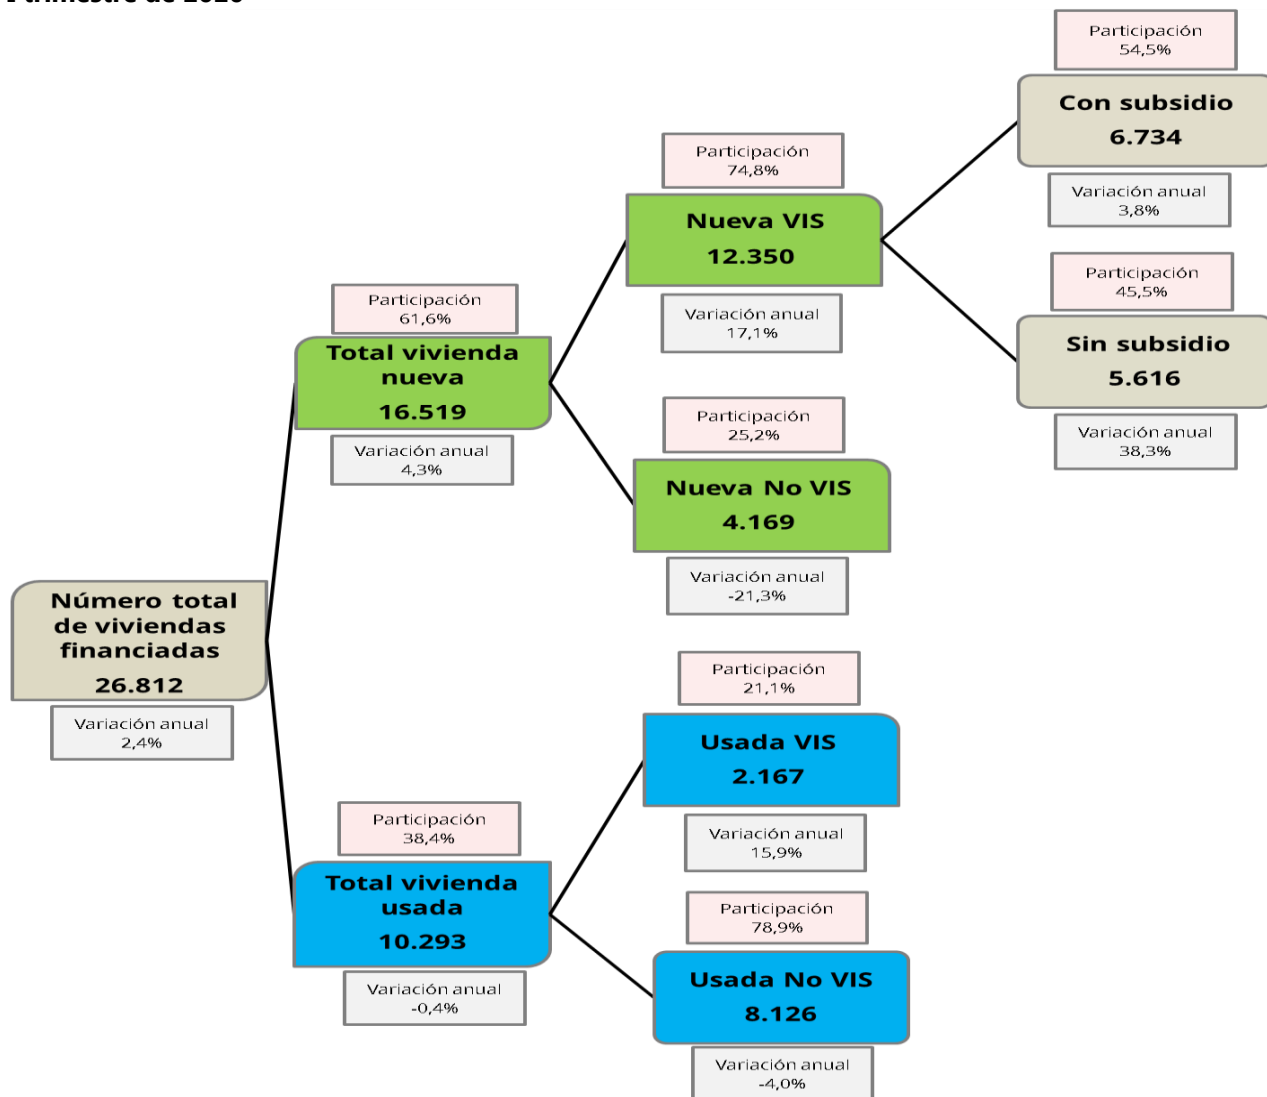 I trimestre de 2020
Participación
54,5%
Con subsidio
6.734
Variación anual
3,8%
Participación
74,8%
Nueva VIS
12.350
Variación anual
17,1%
Participación
45,5%
Sin subsidio
5.616
Variación anual
38,3%
Participación
61,6%
Total vivienda
nueva
16.519
Variación anual
4,3%
Participación
25,2%
Nueva No VIS
4.169
Variación anual
-21,3%
Número total
de viviendas
financiadas
26.812
Variación anual
2,4%
Participación
21,1%
Usada VIS
2.167
Variación anual
15,9%
Participación
38,4%
Total vivienda
usada
10.293
Variación anual
-0,4%
Participación
78,9%
Usada No VIS
8.126
Variación anual
-4,0%